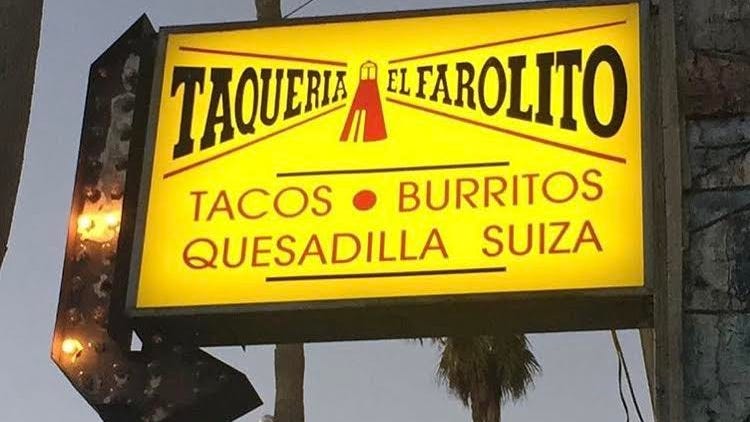 TAQUERIA EL FAROLITO
TACOS • BURRITOS
QUESADILLA SUIZA